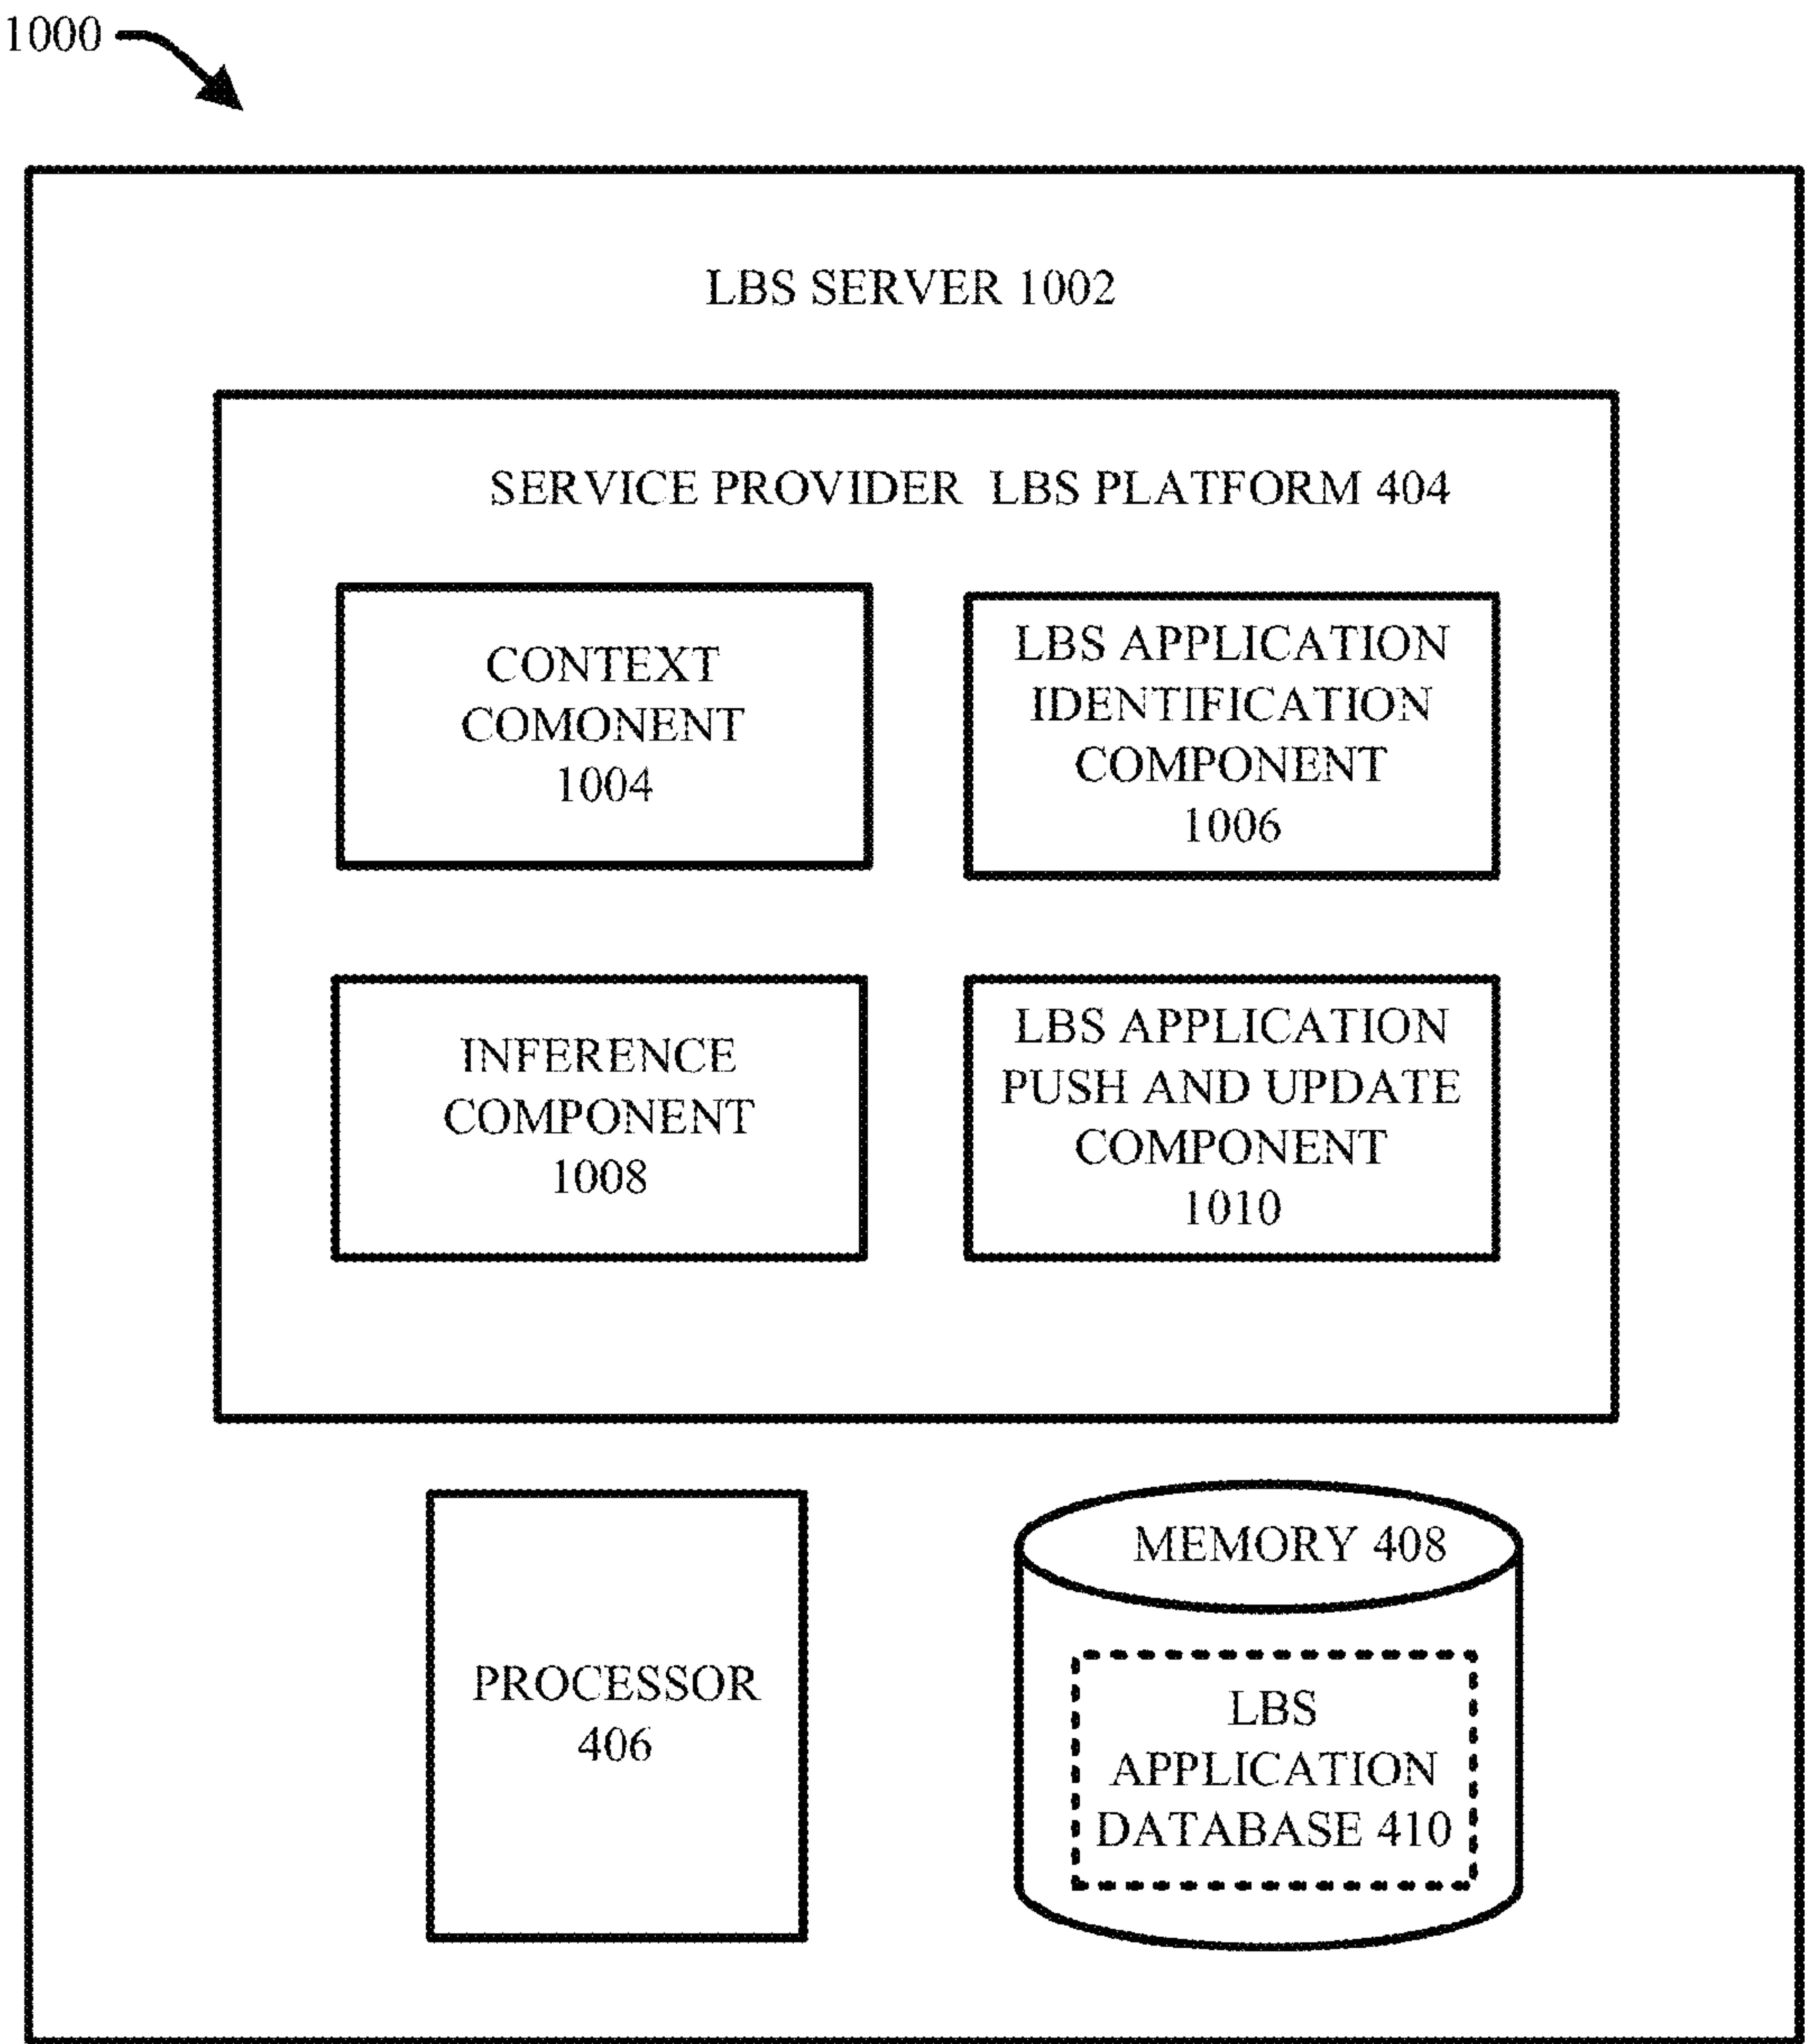 1000
LBS SERVER 1002
SERVICE PROVIDER LBS PLATFORM 404
CONTEXT
COMONENT
1004
LBS APPLICATION
IDENTIFICATION
COMPONENT
1006
INFERENCE
COMPONENT
1008
LBS APPLICATION
PUSH AND UPDATE
COMPONENT
1010
PROCESSOR
406
MEMORY 408
LBS
APPLICATION
DATABASE 410